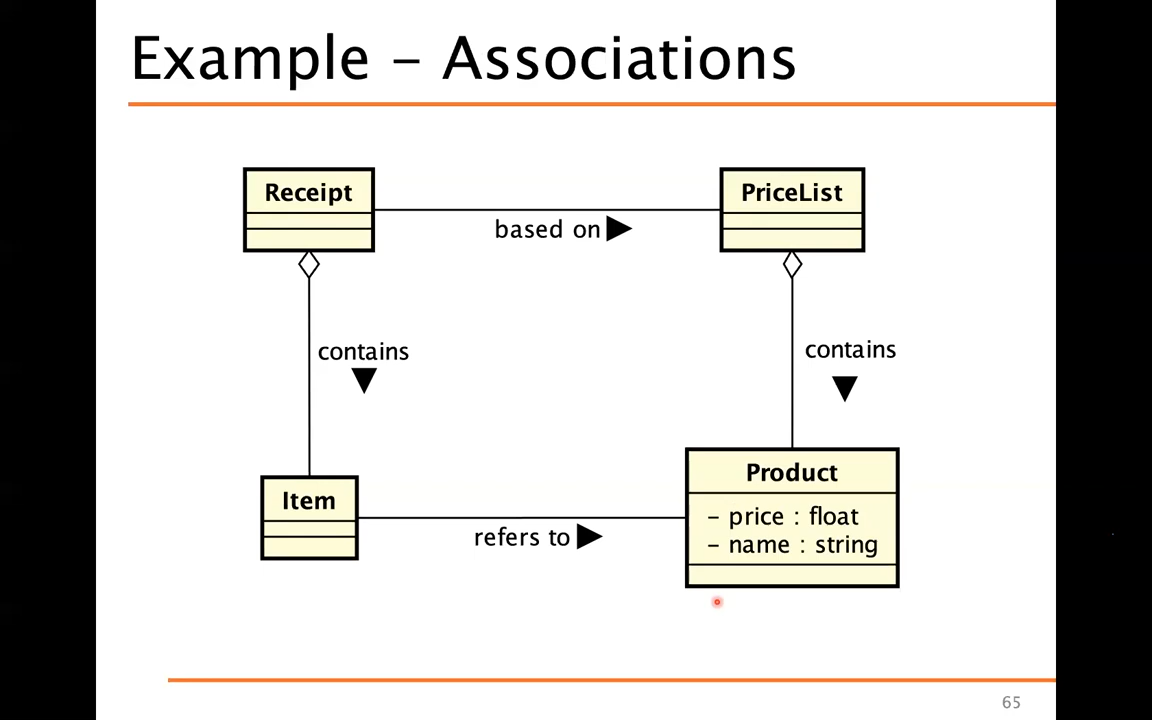 Example – Associations
Receipt
PriceList
based on
contains
contains
Item
Product
– price : float
– name : string
refers to
65